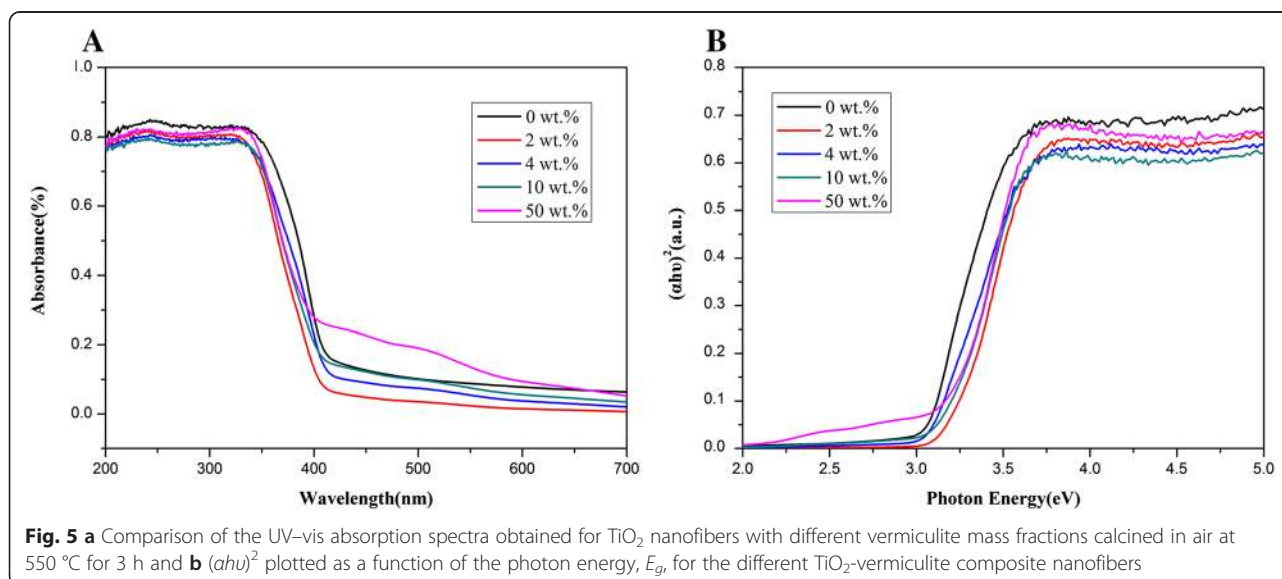 A
B
1.0
0.8
0.6
0.4
0.2
0.0
Absorbance(%)
200
300
400
500
600
700
Wavelength(nm)
0 wt.%
2 wt.%
4 wt.%
10 wt.%
50 wt.%
0.8
0.7
0.6
0.5
0.4
0.3
0.2
0.1
0.0
(αhυ)²(a.u.)
2.0
2.5
3.0
3.5
4.0
4.5
5.0
Photon Energy(eV)
0 wt.%
2 wt.%
4 wt.%
10 wt.%
50 wt.%
Fig. 5 a Comparison of the UV–vis absorption spectra obtained for TiO₂ nanofibers with different vermiculite mass fractions calcined in air at
550 °C for 3 h and b (αhυ)² plotted as a function of the photon energy, Eg, for the different TiO₂-vermiculite composite nanofibers